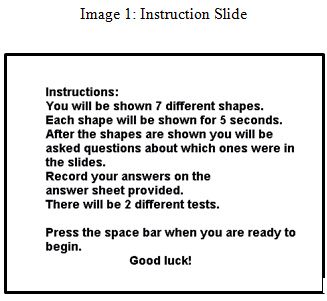 Image 1: Instruction Slide
Instructions:
You will be shown 7 different shapes.
Each shape will be shown for 5 seconds.
After the shapes are shown you will be
asked questions about which ones were in
the slides.
Record your answers on the
answer sheet provided.
There will be 2 different tests.
Press the space bar when you are ready to
begin.
Good luck!